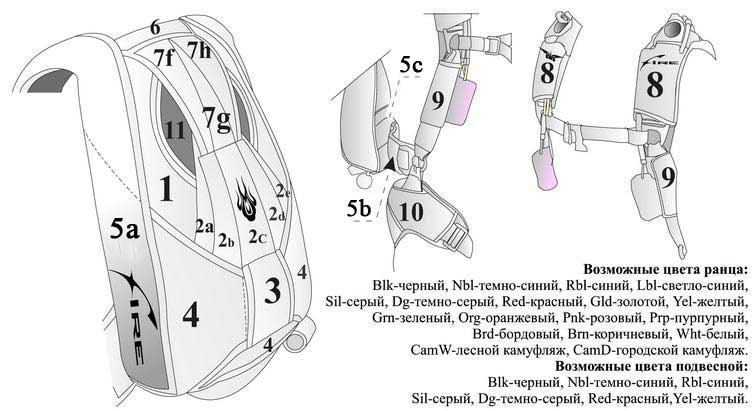 6
7f
7h
11
7g
1
2e
2d
2a
2b
2c
5a
FIRE
4
3
4
4
5c
9
5b
10
8
8
FIRE
9
Возможные цвета ранца:
Blk-черный, Nbl-темно-синий, Rbl-синий, Lbl-светло-синий,
Sil-серый, Dg-темно-серый, Red-красный, Gld-золотой, Yel-желтый,
Grn-зеленый, Org-оранжевый, Pnk-розовый, Prp-пурпурный,
Brd-бордовый, Brn-коричневый, Wht-белый,
CamW-лесной камуфляж, CamD-городской камуфляж.
Возможные цвета подвесной:
Blk-черный, Nbl-темно-синий, Rbl-синий,
Sil-серый, Dg-темно-серый, Red-красный,Yel-желтый.